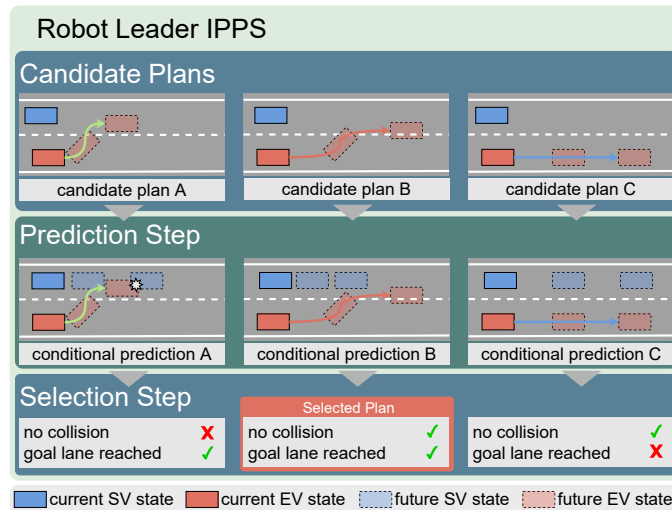 Robot Leader IPPS
Candidate Plans
candidate plan A
candidate plan B
candidate plan C
Prediction Step
conditional prediction A
conditional prediction B
conditional prediction C
Selection Step
no collision
goal lane reached
Selected Plan
no collision
goal lane reached
no collision
goal lane reached
current SV state
current EV state
future SV state
future EV state